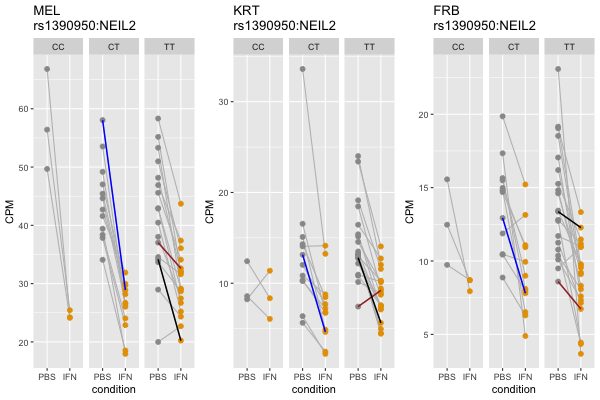 MEL
rs1390950:NEIL2
CC CT TT
CPM
60
50
40
30
20
PBS IFN PBS IFN PBS IFN
condition
KRT
rs1390950:NEIL2
CC CT TT
CPM
30
20
10
PBS IFN PBS IFN PBS IFN
condition
FRB
rs1390950:NEIL2
CC CT TT
CPM
20
15
10
5
PBS IFN PBS IFN PBS IFN
condition